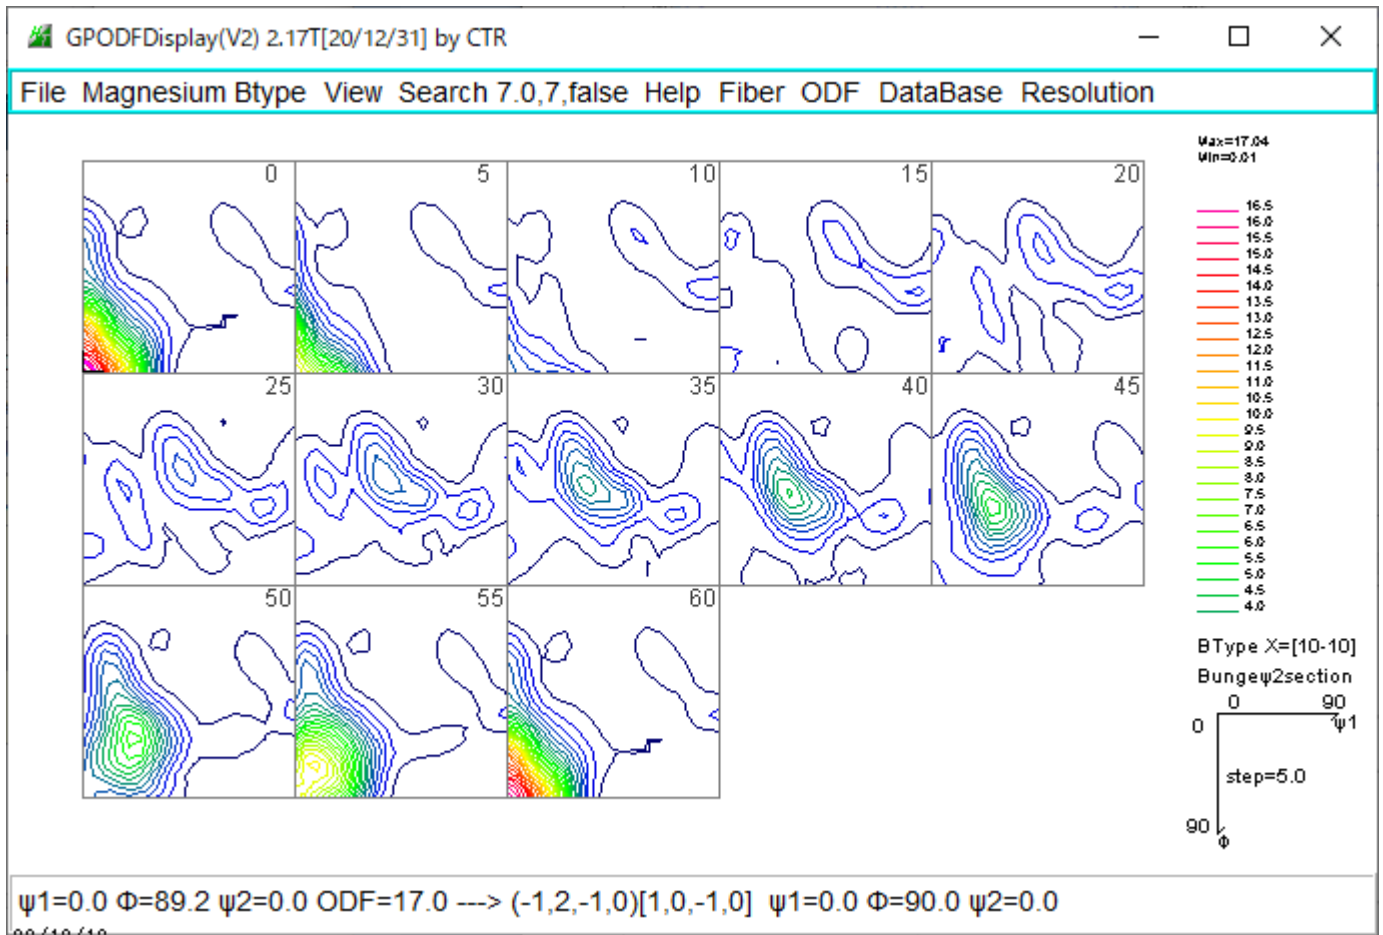 GPODFDisplay(V2) 2.17T[20/12/31] by CTR
File Magnesium Btype View Search 7.0,7,false Help Fiber ODF DataBase Resolution
Max=17.04
Min=0.01
0 5 10 15 20
25 30 35 40 45
50 55 60
16.5
16.0
15.5
15.0
14.5
14.0
13.5
13.0
12.5
12.0
11.5
11.0
10.5
10.0
9.5
9.0
8.5
8.0
7.5
7.0
6.5
6.0
5.5
5.0
4.5
4.0
BType X=[10-10]
Bungeψ2section
0 90
0 ψ1
step=5.0
90
Φ
ψ1=0.0 Φ=89.2 ψ2=0.0 ODF=17.0 ---> (-1,2,-1,0)[1,0,-1,0] ψ1=0.0 Φ=90.0 ψ2=0.0